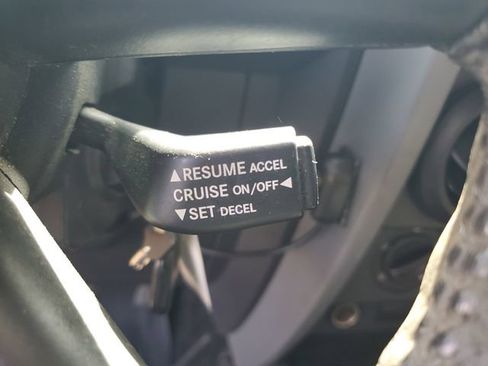 ▲RESUME ACCEL
CRUISE ON/OFF◀
▼SET DECEL